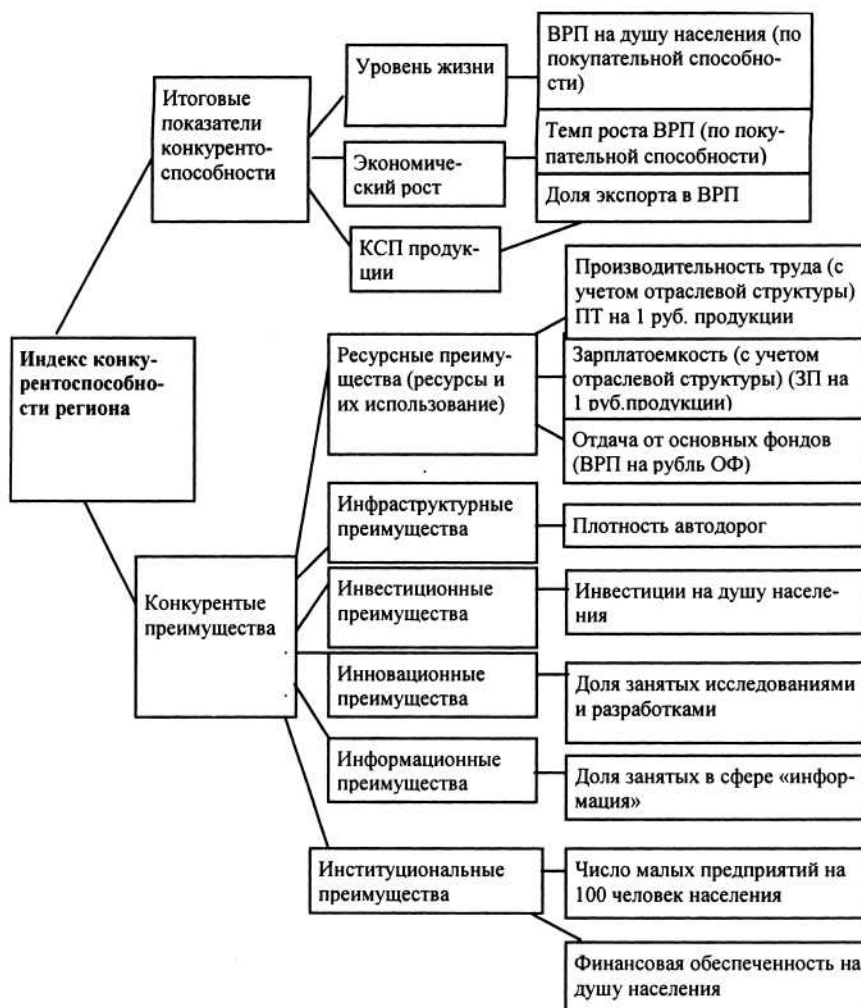 ВРП на душу населения (по
покупательной способно-
сти)
Уровень жизни
Итоговые
показатели
конкуренто-
способности
Темп роста ВРП (по поку-
пательной способности)
Экономиче-
ский рост
Доля экспорта в ВРП
КСП продук-
ции
Производительность труда (с
учетом отраслевой структуры)
ПТ на 1 руб. продукции
Индекс конку-
рентоспособно-
сти региона
Ресурсные преиму-
щества (ресурсы и
их использование)
Зарплатоемкость (с учетом
отраслевой структуры) (ЗП на
1 руб.продукции)
Отдача от основных фондов
(ВРП на рубль ОФ)
Инфраструктурные
преимущества
Плотность автодорог
Конкурентые
преимущества
Инвестиционные
преимущества
Инвестиции на душу населе-
ния
Инновационные
преимущества
Доля занятых исследованиями
и разработками
Информационные
преимущества
Доля занятых в сфере «инфор-
мация»
Институциональные
преимущества
Число малых предприятий на
100 человек населения
Финансовая обеспеченность на
душу населения